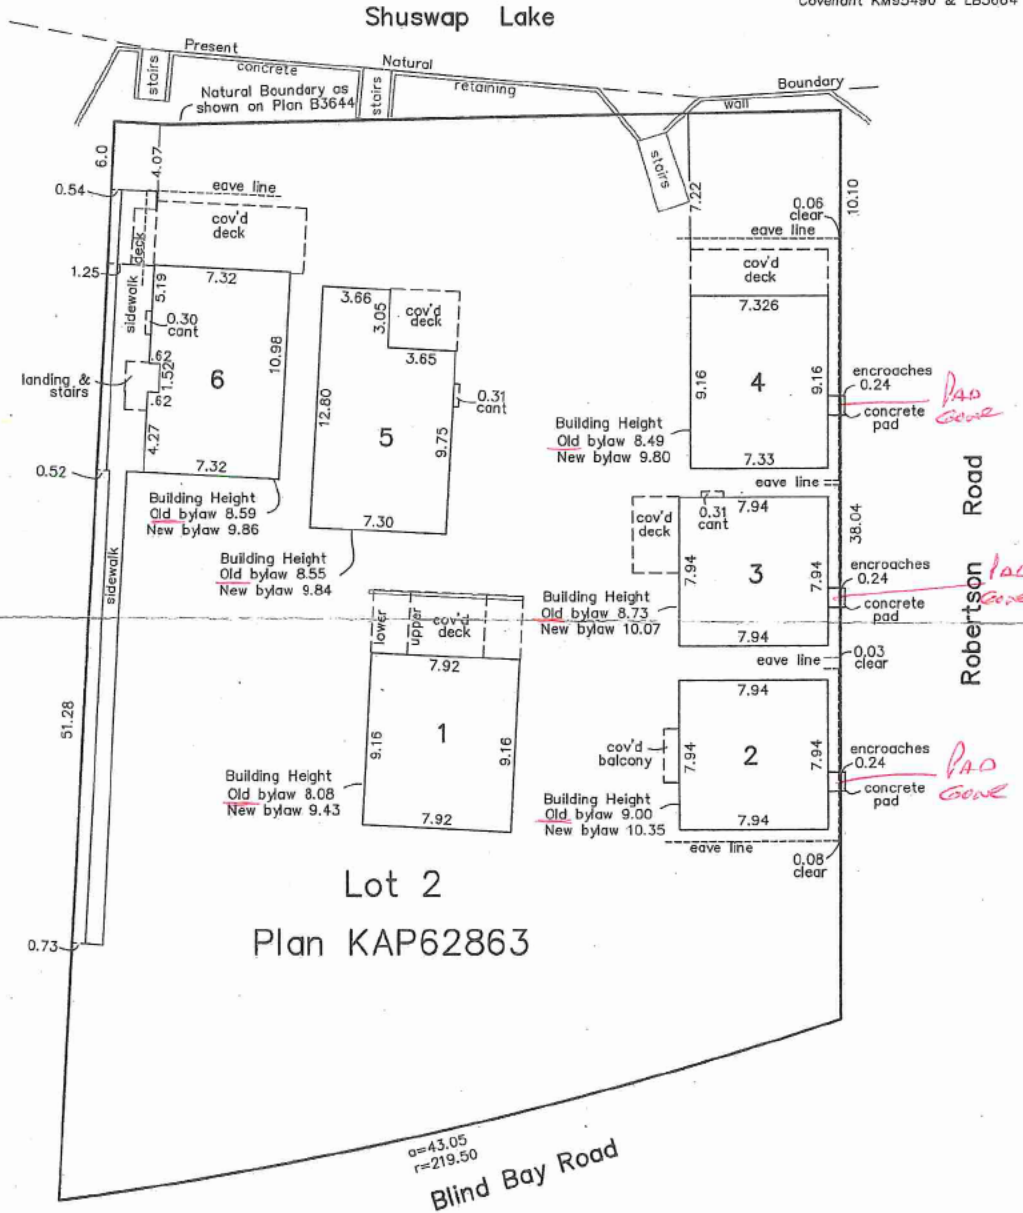 Shuswap Lake
Covenant KM95490 &
Present
Natural
concrete
retaining
stairs
stairs
Natural Boundary as
shown on Plan B3644
Boundary
wall
stairs
6.0
4.07
0.54
eave line
cov'd
deck
deck
1.25
sidewalk
5.19
7.32
0.30
cant
10.98
.62
1.52
.62
landing &
stairs
6
4.27
7.32
0.52
Building Height
Old bylaw 8.59
New bylaw 9.86
3.66
3.05
cov'd
deck
3.65
12.80
5
9.75
0.31
cant
7.30
Building Height
Old bylaw 8.55
New bylaw 9.84
7.22
0.06
clear
10.10
eave line
cov'd
deck
7.326
9.16
4
9.16
encroaches
0.24
concrete
pad
PAD
GONE
Building Height
Old bylaw 8.49
New bylaw 9.80
7.33
eave line
7.94
0.31
cant
cov'd
deck
7.94
3
7.94
38.04
encroaches
0.24
concrete
pad
PAD
GONE
Building Height
Old bylaw 8.73
New bylaw 10.07
7.94
Robertson Road
eave line
0.03
clear
sidewalk
lower
upper
cov'd
deck
7.92
9.16
1
9.16
Building Height
Old bylaw 8.08
New bylaw 9.43
7.92
7.94
cov'd
balcony
7.94
2
7.94
encroaches
0.24
concrete
pad
PAD
GONE
Building Height
Old bylaw 9.00
New bylaw 10.35
7.94
eave line
0.08
clear
51.28
0.73
Lot 2
Plan KAP62863
a=43.05
r=219.50
Blind Bay Road